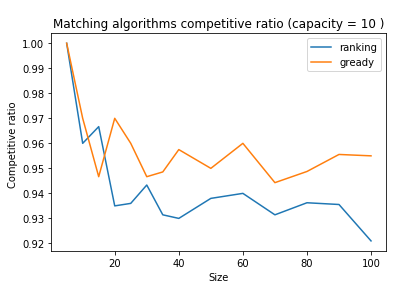 Matching algorithms competitive ratio (capacity = 10 )
ranking
gready
Competitive ratio
1.00
0.99
0.98
0.97
0.96
0.95
0.94
0.93
0.92
20
40
60
80
100
Size